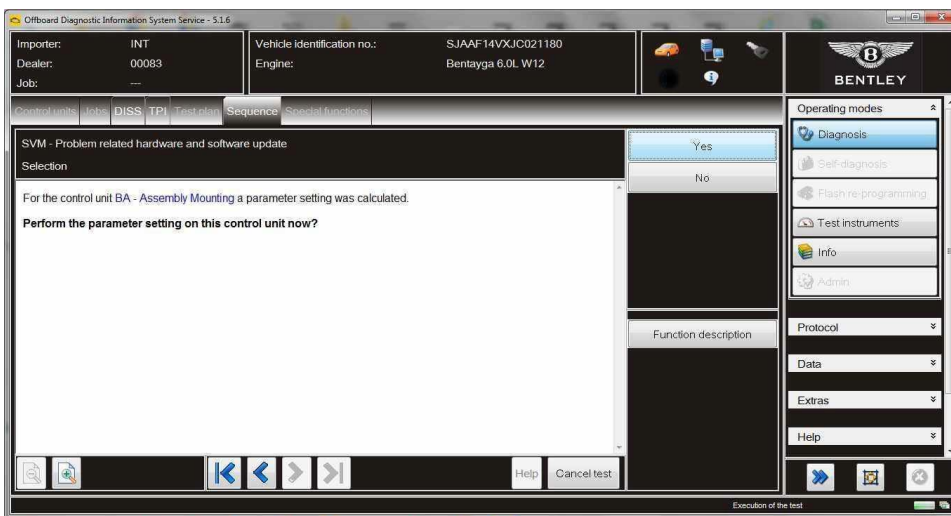 Offboard Diagnostic Information System Service - 5.1.6
Importer: INT
Dealer: 00083
Job: ---
Vehicle identification no.: SJAAF14VXJC021180
Engine: Bentayga 6.0L W12
B
BENTLEY
Control units Jobs DISS TPI Test plan Sequence Special functions
SVM - Problem related hardware and software update
Selection
For the control unit BA - Assembly Mounting a parameter setting was calculated.
Perform the parameter setting on this control unit now?
Yes
No
Function description
Operating modes
Diagnosis
Self-diagnosis
Flash re-programming
Test instruments
Info
Admin
Protocol
Data
Extras
Help
Help
Cancel test
Execution of the test